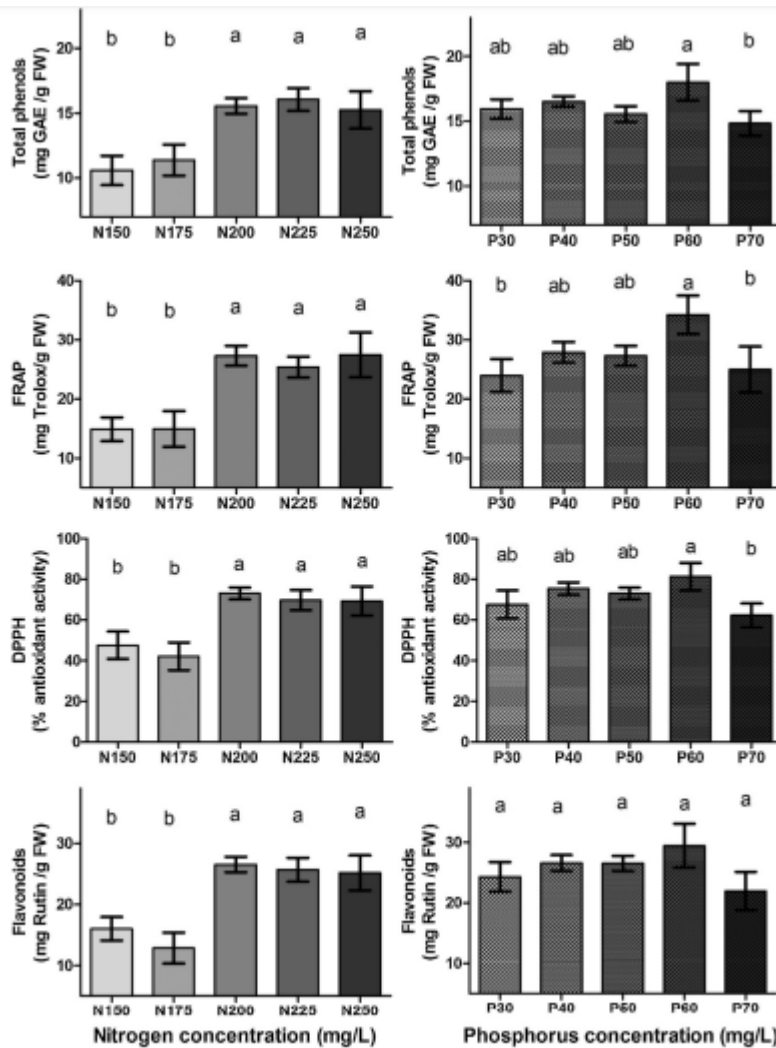 Total phenols
(mg GAE /g FW)
20
15
10
b b a a a
N150 N175 N200 N225 N250
Total phenols
(mg GAE /g FW)
20
15
10
ab ab ab a b
P30 P40 P50 P60 P70
FRAP
(mg Trolox/g FW)
40
30
20
10
b b a a a
N150 N175 N200 N225 N250
FRAP
(mg Trolox/g FW)
40
30
20
10
b ab ab a b
P30 P40 P50 P60 P70
DPPH
(% antioxidant activity)
100
80
60
40
20
0
b b a a a
N150 N175 N200 N225 N250
DPPH
(% antioxidant activity)
100
80
60
40
20
0
ab ab ab a b
P30 P40 P50 P60 P70
Flavonoids
(mg Rutin /g FW)
30
20
10
b b a a a
N150 N175 N200 N225 N250
Nitrogen concentration (mg/L)
Flavonoids
(mg Rutin /g FW)
30
20
10
a a a a a
P30 P40 P50 P60 P70
Phosphorus concentration (mg/L)